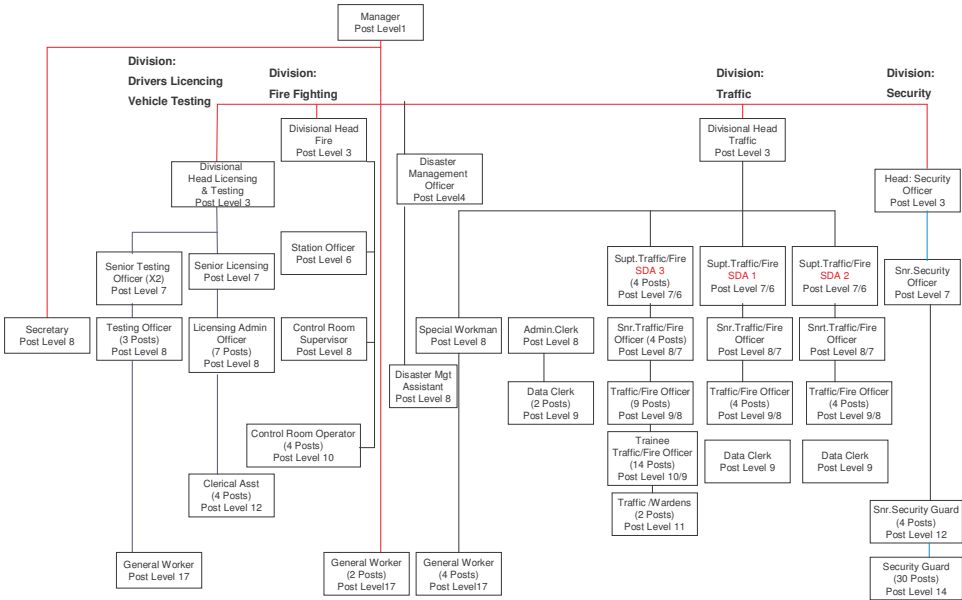 Manager
Post Level1
Division:
Drivers Licencing
Vehicle Testing
Division:
Fire Fighting
Division:
Traffic
Division:
Security
Divisional Head
Fire
Post Level 3
Divisional Head
Traffic
Post Level 3
Disaster
Management
Officer
Post Level4
Divisional
Head Licensing
& Testing
Post Level 3
Head: Security
Officer
Post Level 3
Station Officer
Post Level 6
Senior Testing
Officer (X2)
Post Level 7
Senior Licensing
Post Level 7
Supt.Traffic/Fire
SDA 3
(4 Posts)
Post Level 7/6
Supt.Traffic/Fire
SDA 1
Post Level 7/6
Supt.Traffic/Fire
SDA 2
Post Level 7/6
Snr.Security
Officer
Post Level 7
Secretary
Post Level 8
Testing Officer
(3 Posts)
Post Level 8
Licensing Admin
Officer
(7 Posts)
Post Level 8
Control Room
Supervisor
Post Level 8
Special Workman
Post Level 8
Admin.Clerk
Post Level 8
Snr.Traffic/Fire
Officer (4 Posts)
Post Level 8/7
Snr.Traffic/Fire
Officer
Post Level 8/7
Snrt.Traffic/Fire
Officer
Post Level 8/7
Disaster Mgt
Assistant
Post Level 8
Data Clerk
(2 Posts)
Post Level 9
Traffic/Fire Officer
(9 Posts)
Post Level 9/8
Traffic/Fire Officer
(4 Posts)
Post Level 9/8
Traffic/Fire Officer
(4 Posts)
Post Level 9/8
Control Room Operator
(4 Posts)
Post Level 10
Trainee
Traffic/Fire Officer
(14 Posts)
Post Level 10/9
Data Clerk
Post Level 9
Data Clerk
Post Level 9
Clerical Asst
(4 Posts)
Post Level 12
Traffic /Wardens
(2 Posts)
Post Level 11
Snr.Security Guard
(4 Posts)
Post Level 12
General Worker
Post Level 17
General Worker
(2 Posts)
Post Level17
General Worker
(4 Posts)
Post Level17
Security Guard
(30 Posts)
Post Level 14